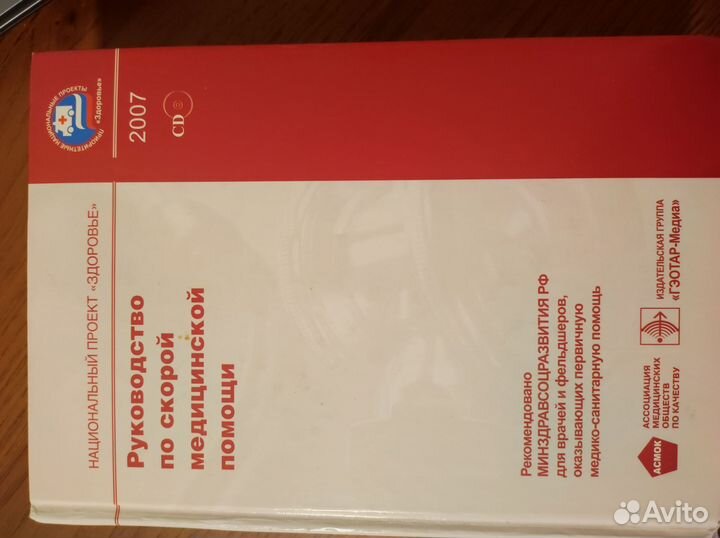 НАЦИОНАЛЬНЫЙ ПРОЕКТ «ЗДОРОВЬЕ»
ПРИОРИТЕТНЫЕ НАЦИОНАЛЬНЫЕ ПРОЕКТЫ
«Здоровье»
2007
CD
Руководство
по скорой
медицинской
помощи
Рекомендовано
МИНЗДРАВСОЦРАЗВИТИЯ РФ
для врачей и фельдшеров,
оказывающих первичную
медико-санитарную помощь
АСМОК
АССОЦИАЦИЯ
МЕДИЦИНСКИХ
ОБЩЕСТВ
ПО КАЧЕСТВУ
ИЗДАТЕЛЬСКАЯ ГРУППА
«ГЭОТАР-Медиа»
Avito